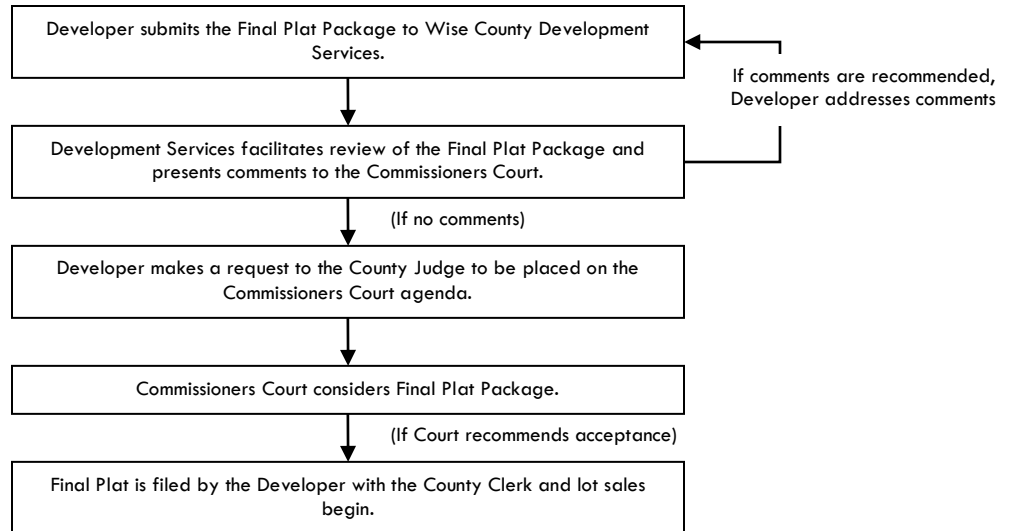 Developer submits the Final Plat Package to Wise County Development
Services.
If comments are recommended,
Developer addresses comments
Development Services facilitates review of the Final Plat Package and
presents comments to the Commissioners Court.
(If no comments)
Developer makes a request to the County Judge to be placed on the
Commissioners Court agenda.
Commissioners Court considers Final Plat Package.
(If Court recommends acceptance)
Final Plat is filed by the Developer with the County Clerk and lot sales
begin.